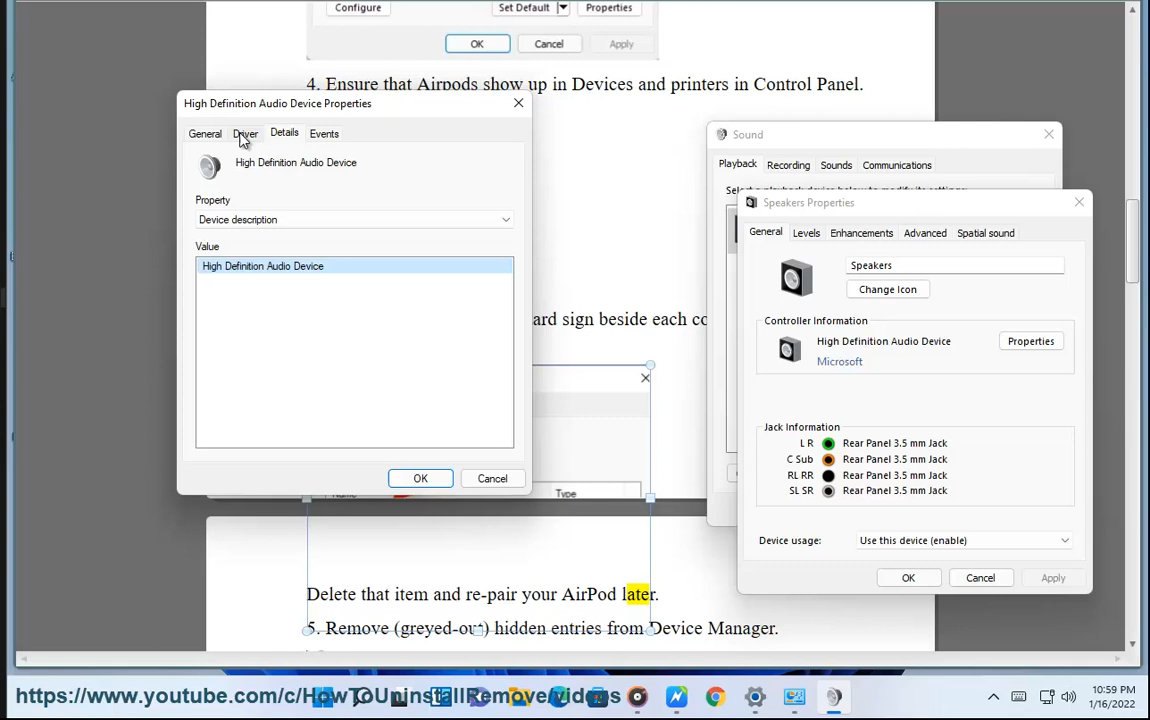 Configure
Set Default
Properties
OK
Cancel
Apply
4. Ensure that Airpods show up in Devices and printers in Control Panel.
High Definition Audio Device Properties
General
Driver
Details
Events
High Definition Audio Device
Property
Device description
Value
High Definition Audio Device
OK
Cancel
Sound
Playback
Recording
Sounds
Communications
Speakers Properties
General
Levels
Enhancements
Advanced
Spatial sound
Speakers
Change Icon
Controller Information
High Definition Audio Device
Properties
Microsoft
Jack Information
L R Rear Panel 3.5 mm Jack
C Sub Rear Panel 3.5 mm Jack
RL RR Rear Panel 3.5 mm Jack
SL SR Rear Panel 3.5 mm Jack
Device usage:
Use this device (enable)
OK
Cancel
Apply
ard sign beside each co
Type
Delete that item and re-pair your AirPod later.
5. Remove (greyed-out) hidden entries from Device Manager.
https://www.youtube.com/c/HowToUninstallRemove/videos
10:59 PM
1/16/2022